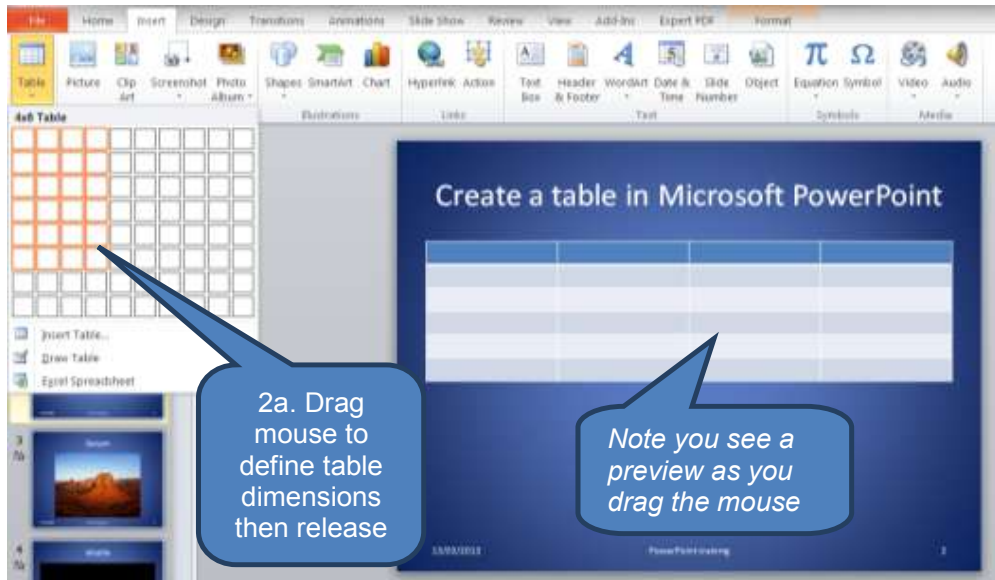 File Home Insert Design Transitions Animations Slide Show Review View Add-Ins Expert PDF Format
Table Picture Clip Art Screenshot Photo Album Shapes SmartArt Chart Hyperlink Action Text Box Header & Footer WordArt Date & Time Slide Number Object Equation Symbol Video Audio
Illustrations Links Text Symbols Media
4x6 Table
Insert Table...
Draw Table
Excel Spreadsheet
Create a table in Microsoft PowerPoint
2a. Drag
mouse to
define table
dimensions
then release
Note you see a
preview as you
drag the mouse
3
4
PowerPoint training